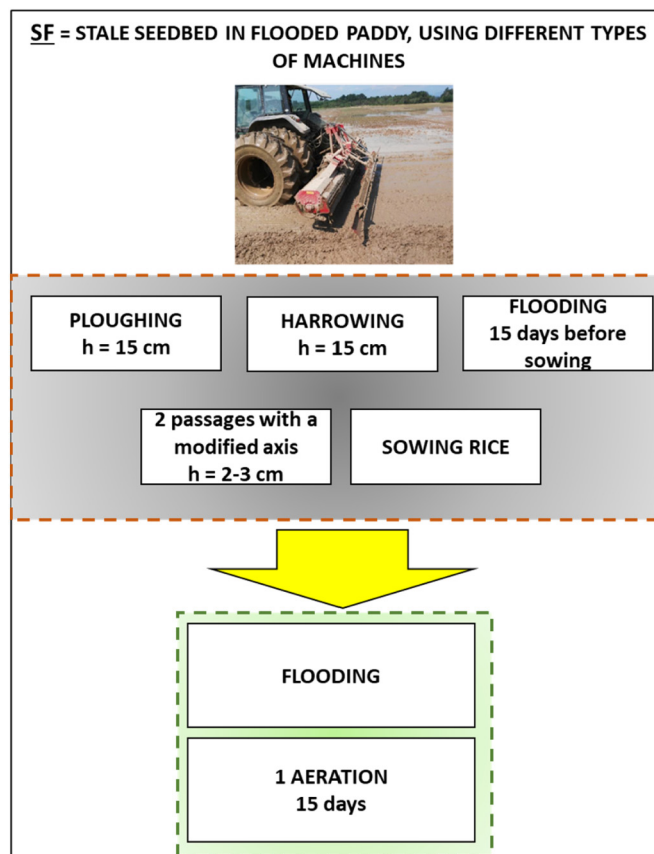 SF = STALE SEEDBED IN FLOODED PADDY, USING DIFFERENT TYPES
OF MACHINES
PLOUGHING
h = 15 cm
HARROWING
h = 15 cm
FLOODING
15 days before
sowing
2 passages with a
modified axis
h = 2-3 cm
SOWING RICE
FLOODING
1 AERATION
15 days